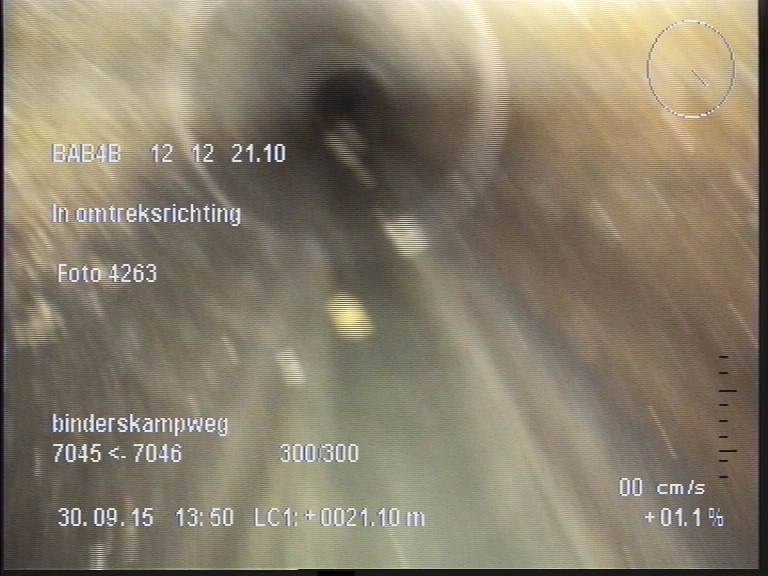 BAB4B 12 12 21.10
In omtreksrichting
Foto 4263
binderskampweg
7045 <- 7046 300/300
00 cm/s
30.09.15 13:50 LC1:+0021.10 m +01.1 %